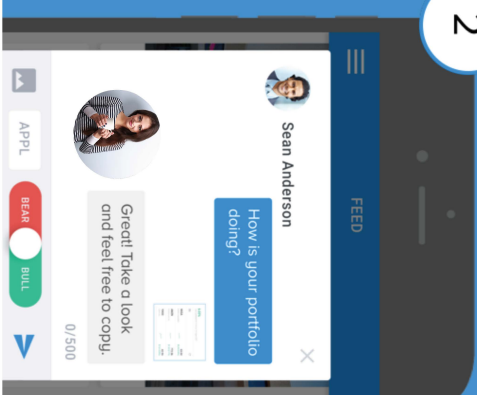 2
FEED
Sean Anderson
How is your portfolio
doing?
Great! Take a look
and feel free to copy.
0/500
APPL
BEAR
BULL